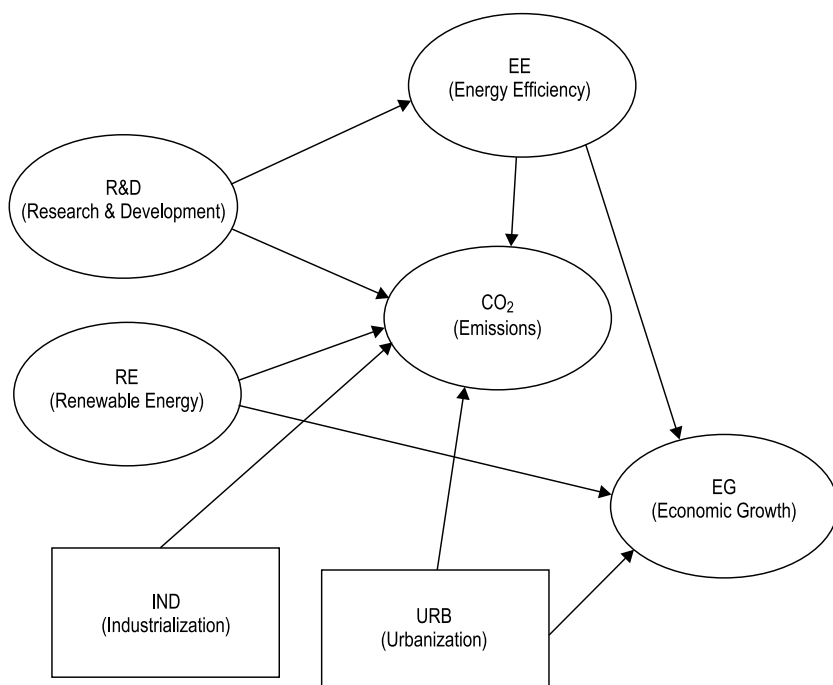 EE
(Energy Efficiency)
R&D
(Research & Development)
CO₂
(Emissions)
RE
(Renewable Energy)
EG
(Economic Growth)
IND
(Industrialization)
URB
(Urbanization)